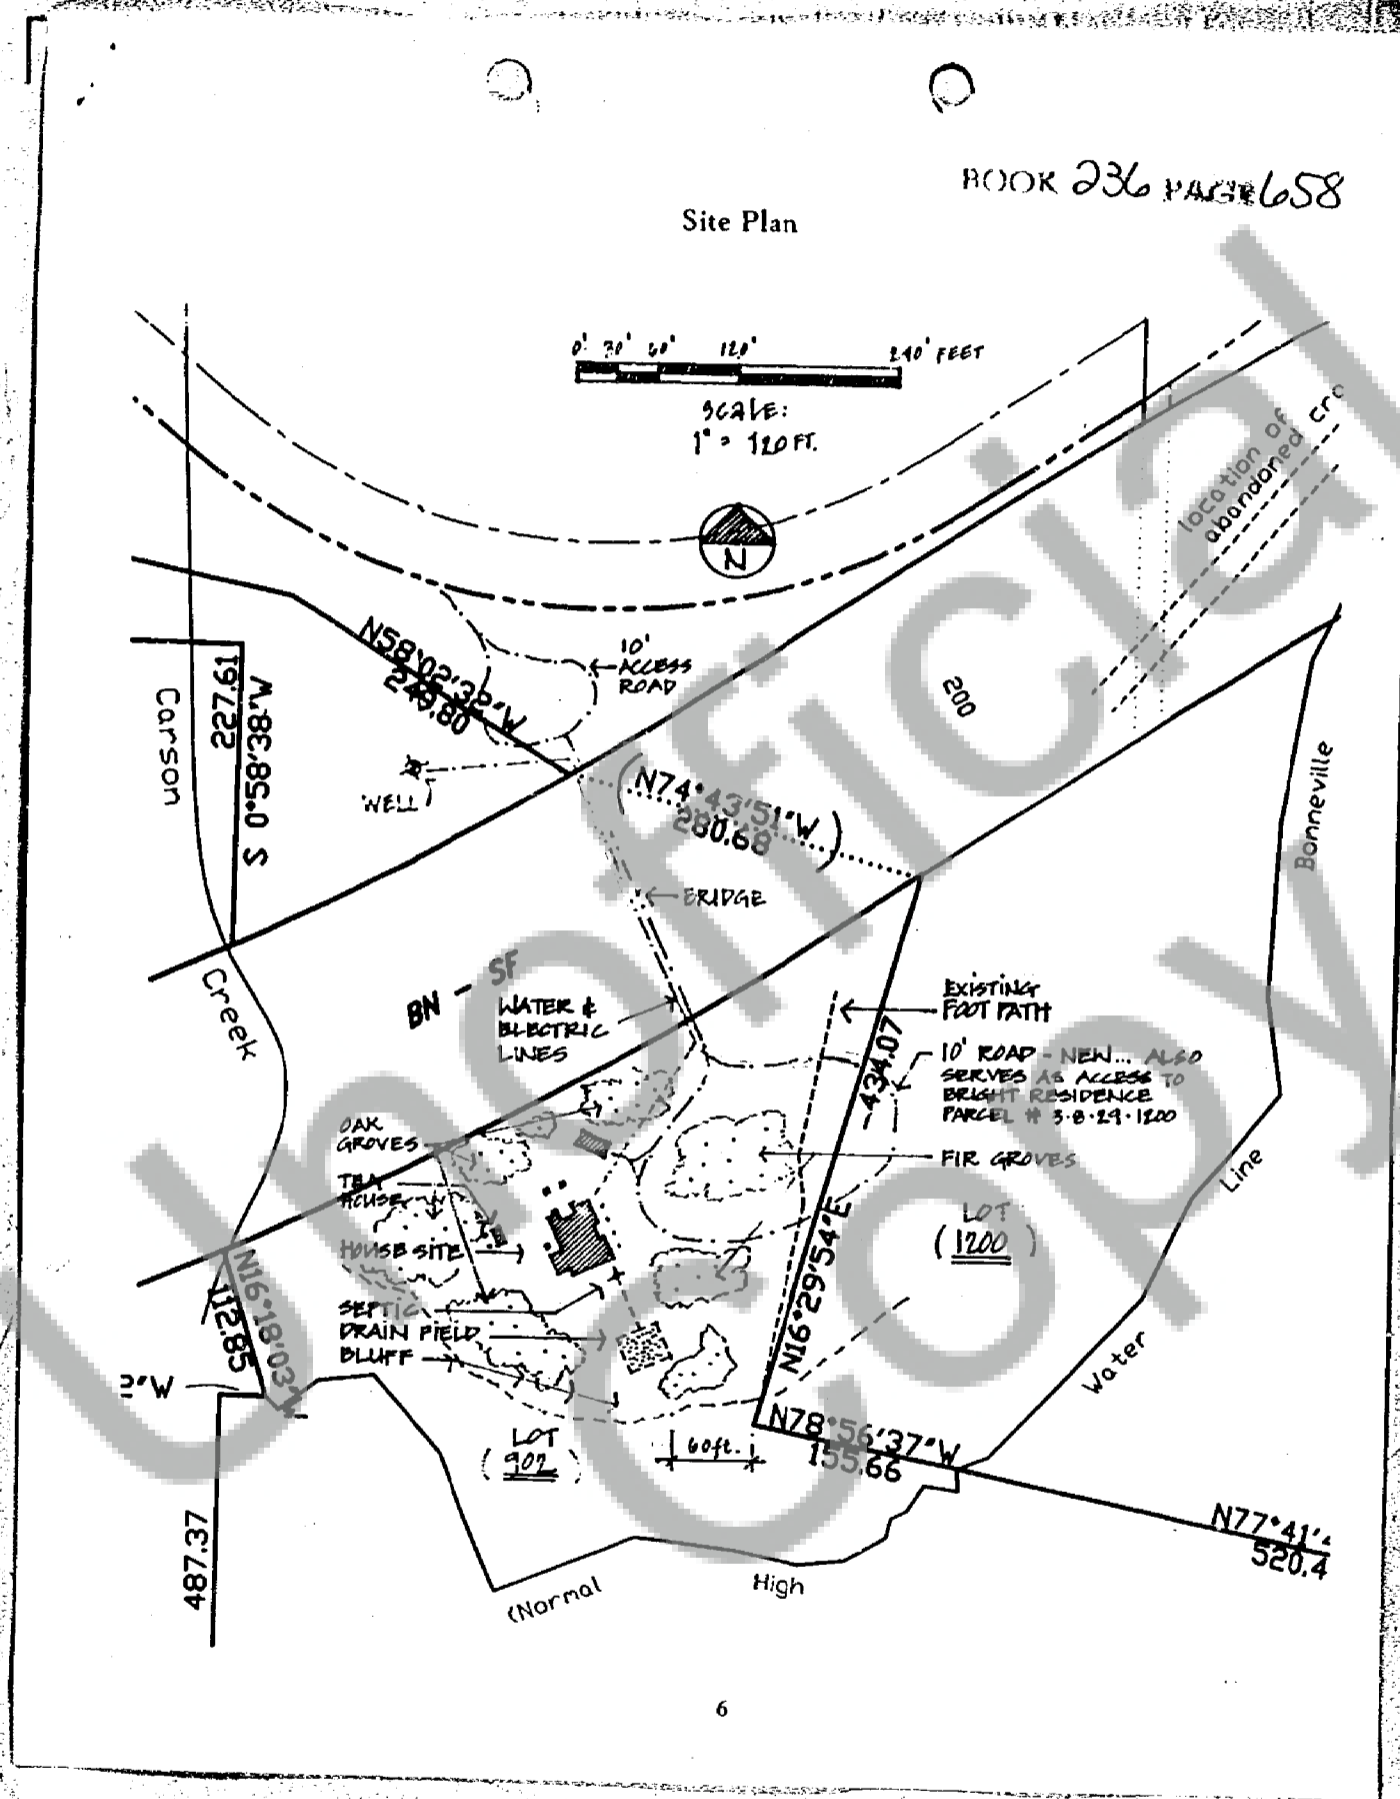 BOOK 236 PAGE 658
Site Plan
0' 30' 60' 120' 240' FEET
SCALE:
1" = 120 FT.
N
location of
abandoned cro
N58°02'32"W
249.80
10'
ACCESS
ROAD
200
227.61
S 0°58'38"W
Carson
WELL
(N74°43'51"W)
280.68
Bonneville
BRIDGE
BN - SF
Creek
WATER &
ELECTRIC
LINES
EXISTING
FOOT PATH
434.07
10' ROAD - NEW... ALSO
SERVES AS ACCESS TO
BRIGHT RESIDENCE
PARCEL # 3·8·29·1200
OAK
GROVES
FIR GROVES
TEA
HOUSE
Line
LOT
(1200)
HOUSE SITE
N16°29'54"E
N16°18'03"W
112.85
SEPTIC
DRAIN FIELD
BLUFF
Water
2"W
N78°56'37"W
155.66
LOT
(902)
60ft.
N77°41'
520.4
487.37
(Normal
High
6
Unofficial
Copy